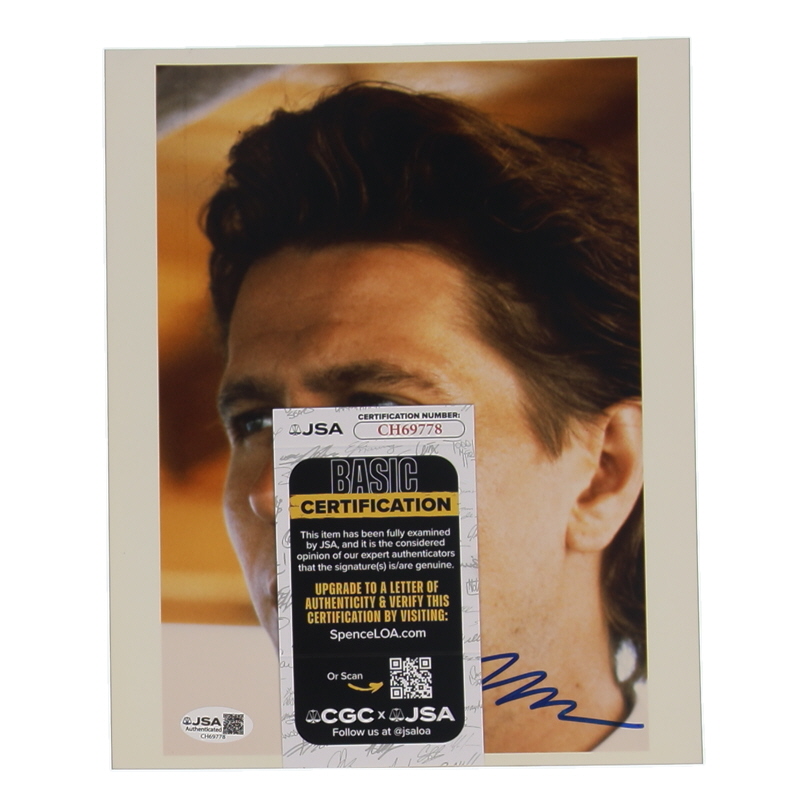 JSA
CERTIFICATION NUMBER:
CH69778
BASIC
CERTIFICATION
This item has been fully examined
by JSA, and it is the considered
opinion of our expert authenticators
that the signature(s) is/are genuine.
UPGRADE TO A LETTER OF
AUTHENTICITY & VERIFY THIS
CERTIFICATION BY VISITING:
SpenceLOA.com
Or Scan
CGC x JSA
Follow us at @jsaloa
JSA
Authenticated
CH69778